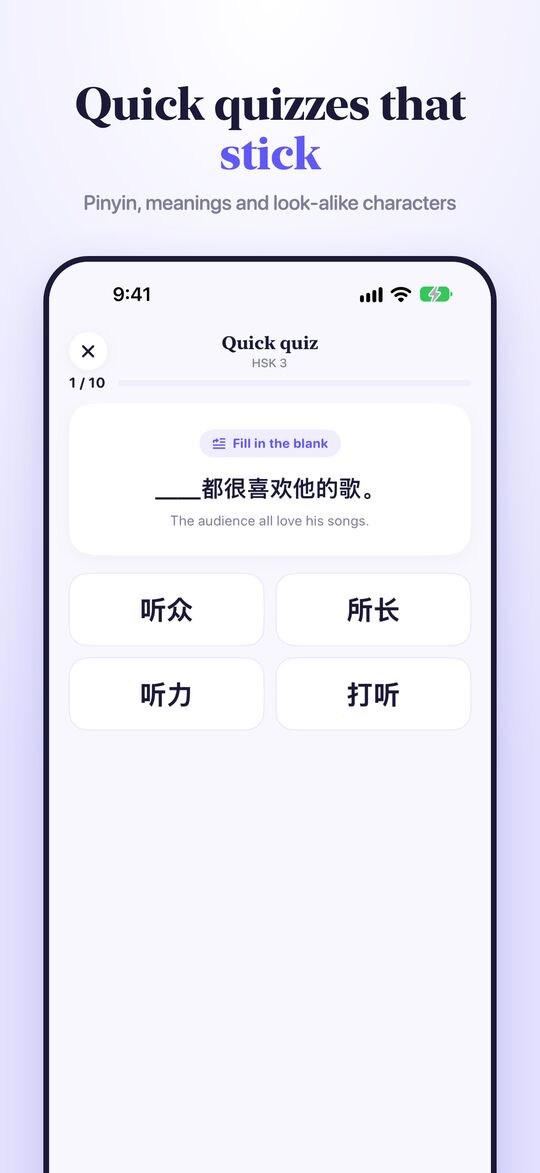 Quick quizzes that
stick
Pinyin, meanings and look-alike characters
9:41
Quick quiz
HSK 3
1 / 10
Fill in the blank
____都很喜欢他的歌。
The audience all love his songs.
听众
所长
听力
打听